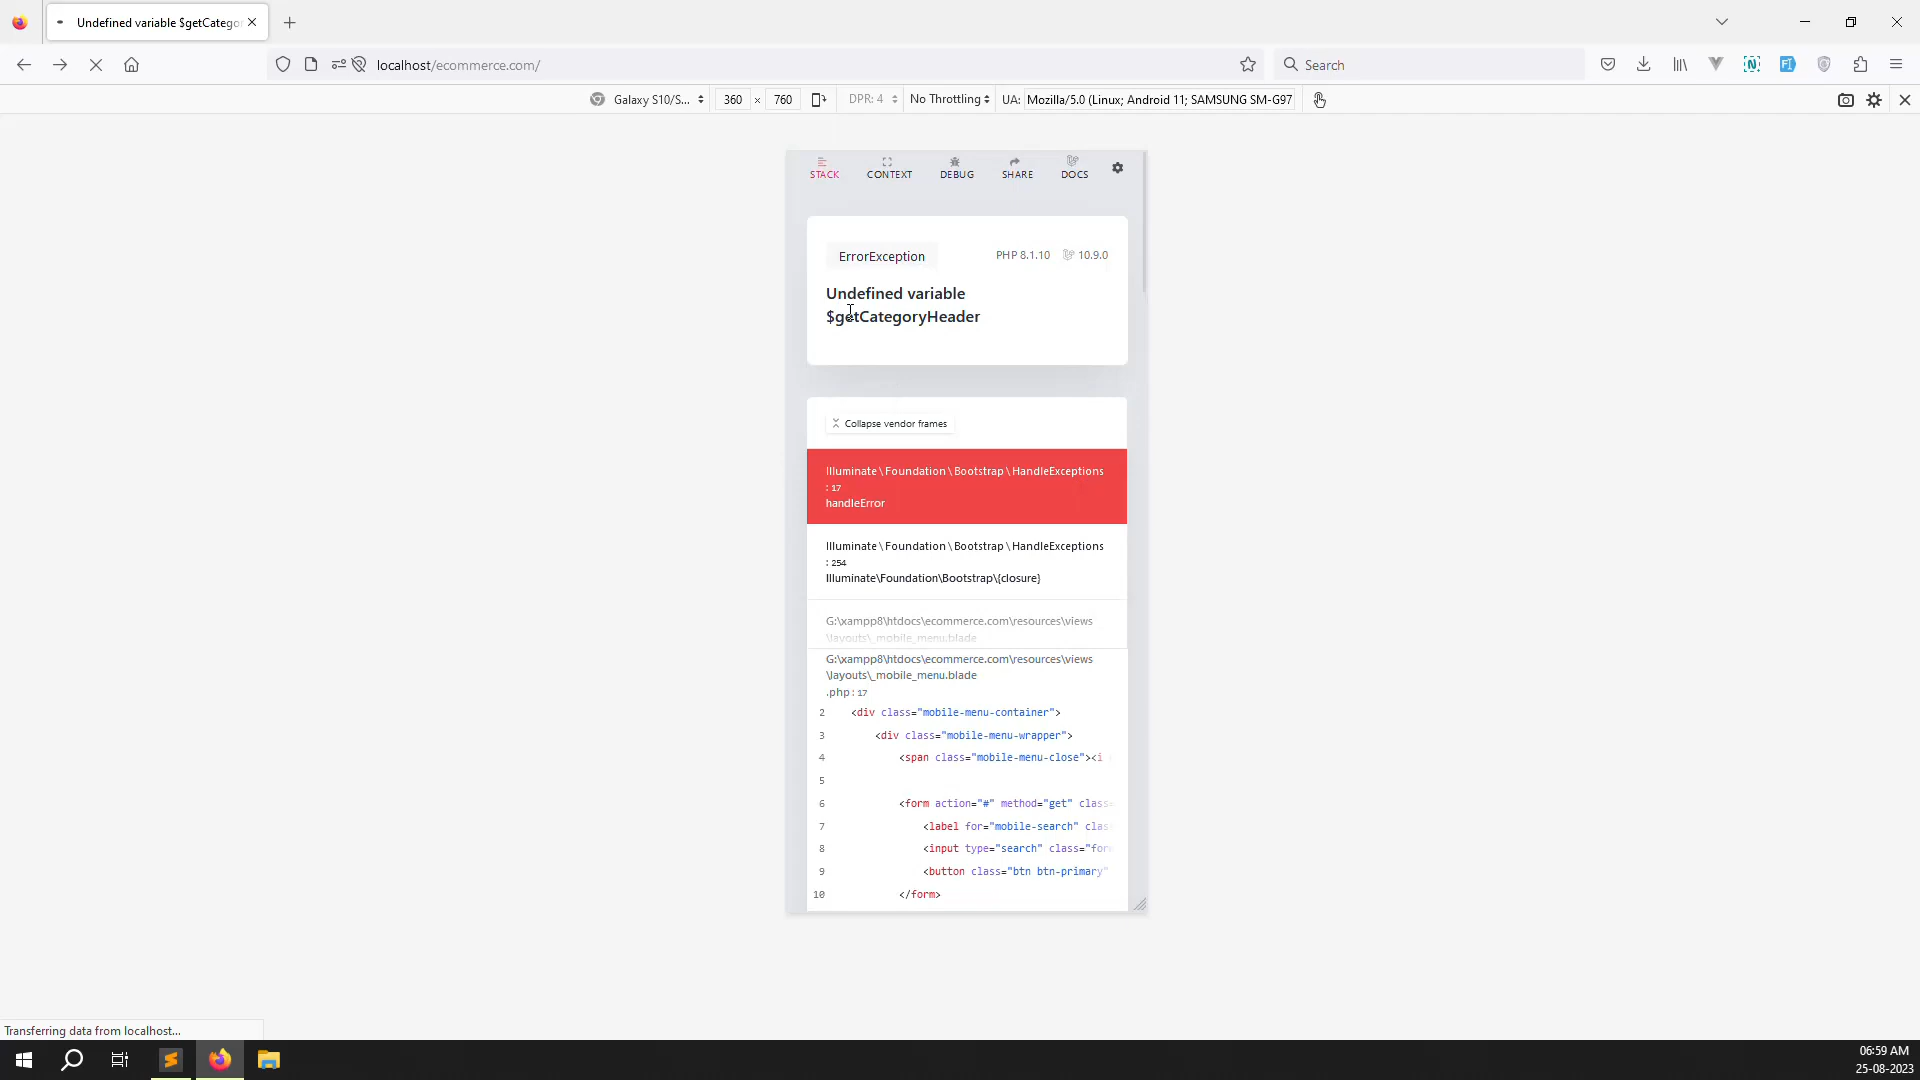 Undefined variable $getCatego
localhost/ecommerce.com/
Search
Galaxy S10/S...
360 × 760
DPR: 4
No Throttling
UA: Mozilla/5.0 (Linux; Android 11; SAMSUNG SM-G97
STACK
CONTEXT
DEBUG
SHARE
DOCS
ErrorException
PHP 8.1.10
10.9.0
Undefined variable
$getCategoryHeader
Collapse vendor frames
Illuminate\Foundation\Bootstrap\HandleExceptions
: 17
handleError
Illuminate\Foundation\Bootstrap\HandleExceptions
: 254
Illuminate\Foundation\Bootstrap\{closure}
G:\xampp8\htdocs\ecommerce.com\resources\views
\layouts\_mobile_menu.blade
G:\xampp8\htdocs\ecommerce.com\resources\views
\layouts\_mobile_menu.blade
.php: 17
2 <div class="mobile-menu-container">
3 <div class="mobile-menu-wrapper">
4 <span class="mobile-menu-close"><i
5
6 <form action="#" method="get" class=
7 <label for="mobile-search" clas
8 <input type="search" class="for
9 <button class="btn btn-primary"
10 </form>
Transferring data from localhost...
06:59 AM
25-08-2023